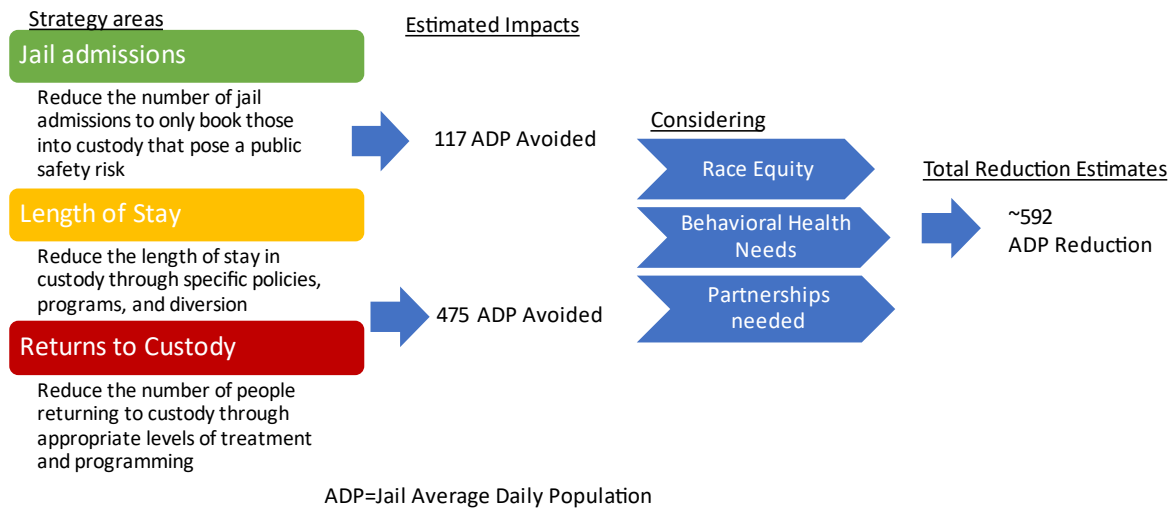 Strategy areas
Jail admissions
Reduce the number of jail
admissions to only book those
into custody that pose a public
safety risk
Length of Stay
Reduce the length of stay in
custody through specific policies,
programs, and diversion
Returns to Custody
Reduce the number of people
returning to custody through
appropriate levels of treatment
and programming
Estimated Impacts
117 ADP Avoided
475 ADP Avoided
Considering
Race Equity
Behavioral Health
Needs
Partnerships
needed
Total Reduction Estimates
~592
ADP Reduction
ADP=Jail Average Daily Population